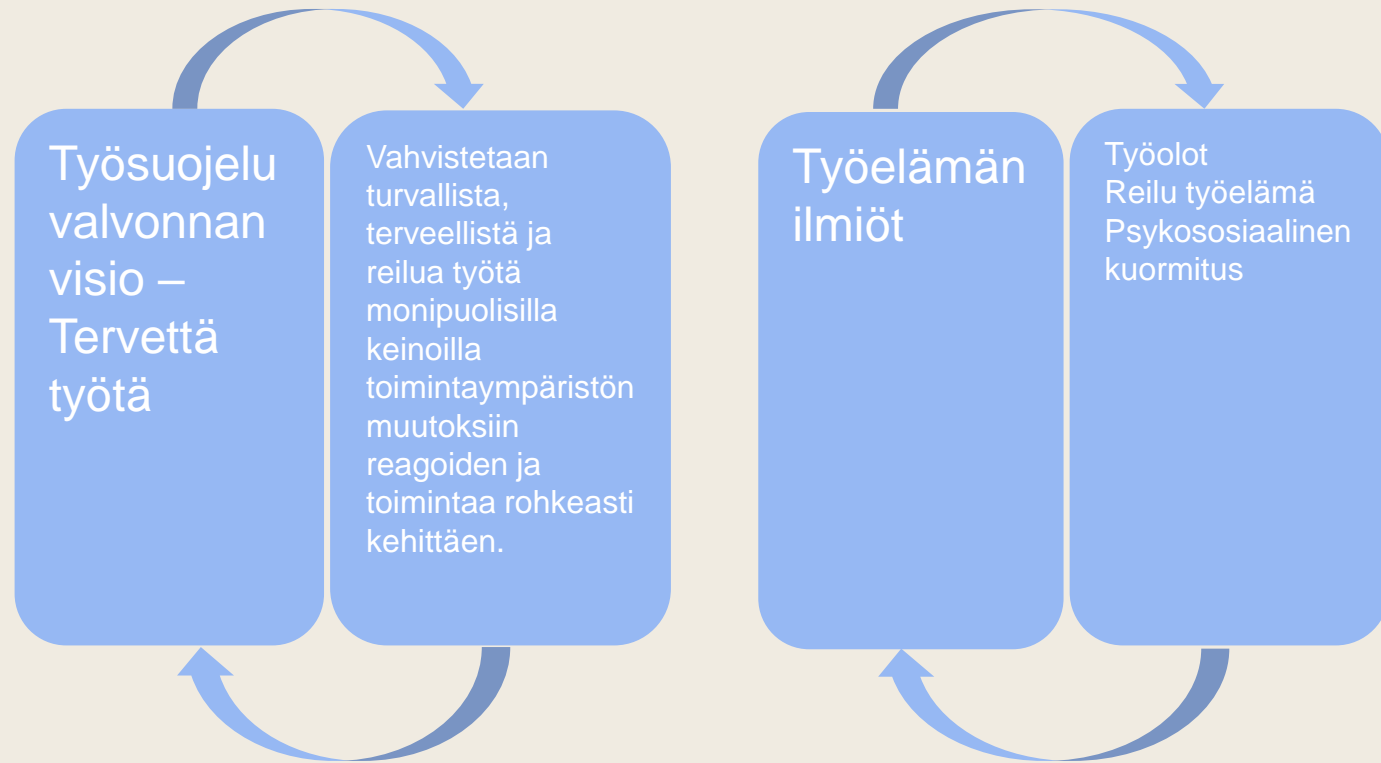 Työsuojelu
valvonnan
visio –
Tervettä
työtä
Vahvistetaan
turvallista,
terveellistä ja
reilua työtä
monipuolisilla
keinoilla
toimintaympäristön
muutoksiin
reagoiden ja
toimintaa rohkeasti
kehittäen.
Työelämän
ilmiöt
Työolot
Reilu työelämä
Psykososiaalinen
kuormitus